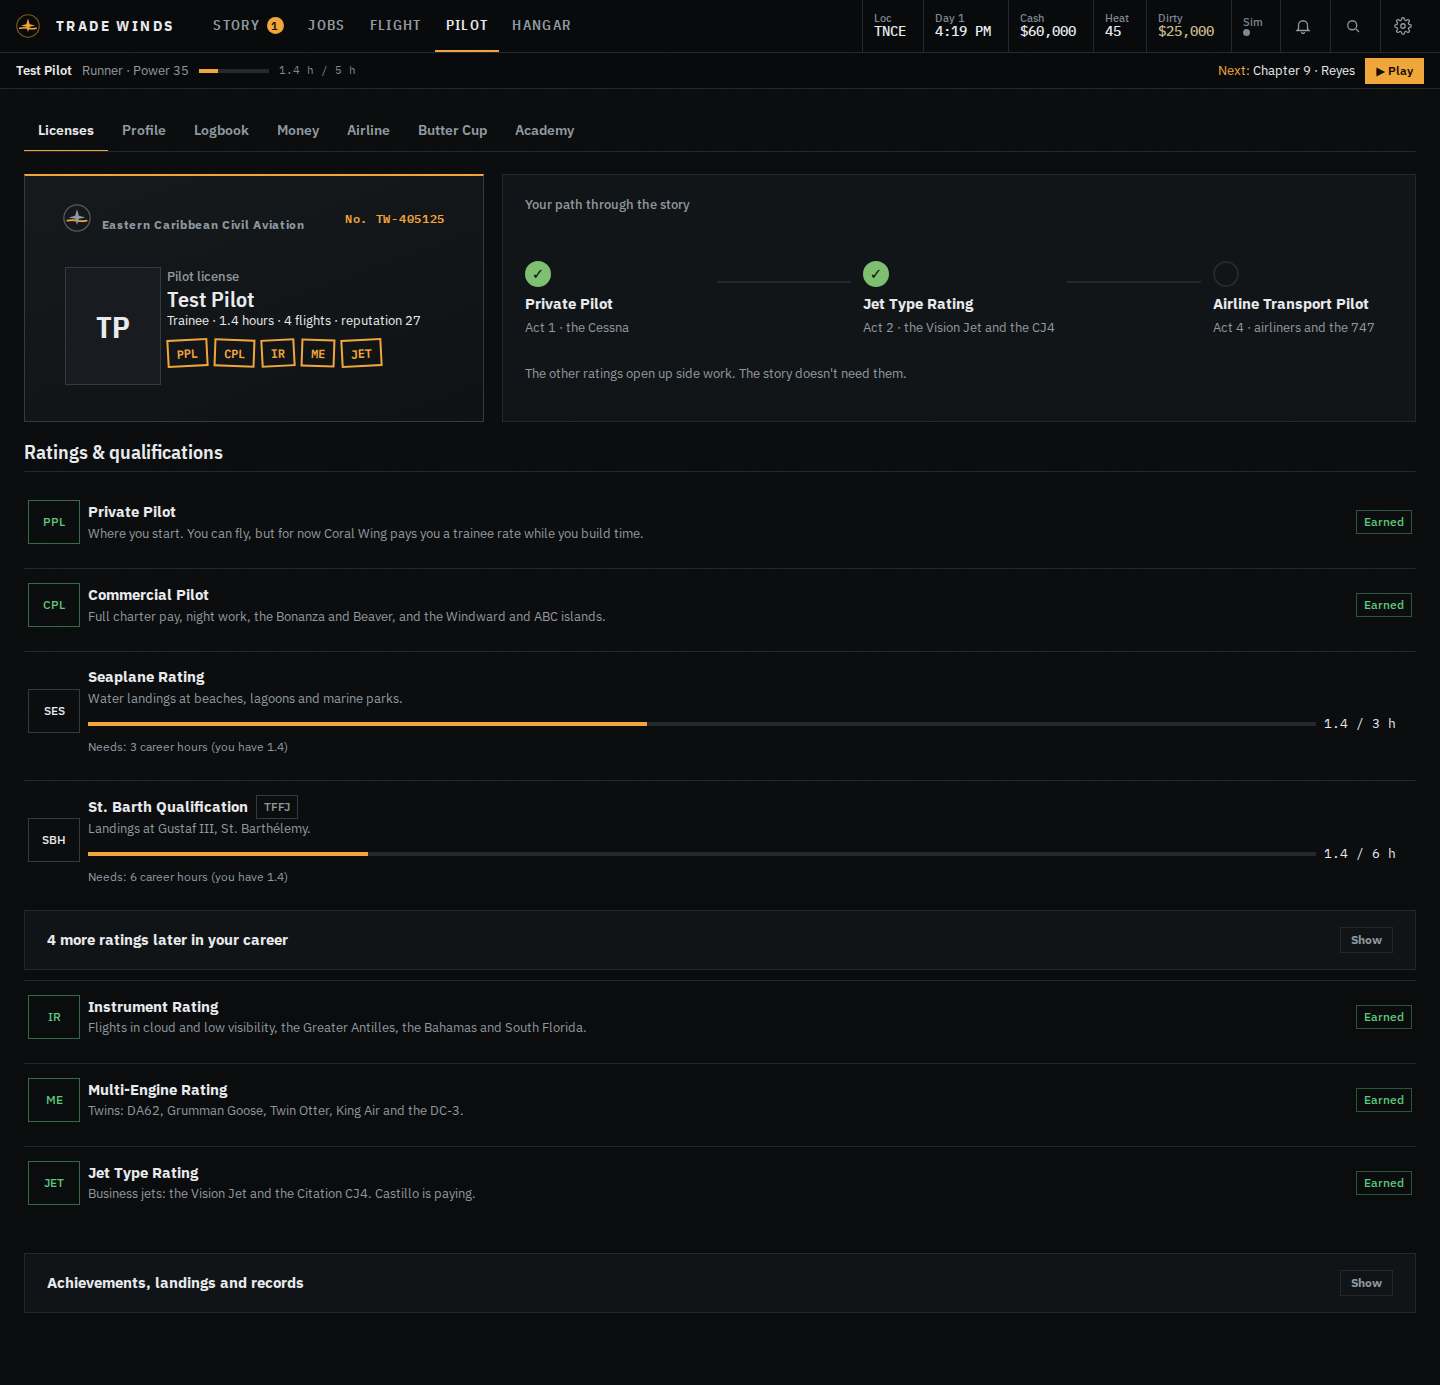 TRADE WINDS
STORY 1 JOBS FLIGHT PILOT HANGAR
Loc TNCE
Day 1 4:19 PM
Cash $60,000
Heat 45
Dirty $25,000
Sim
Test Pilot Runner · Power 35 1.4 h / 5 h
Next: Chapter 9 · Reyes ▶ Play
Licenses Profile Logbook Money Airline Butter Cup Academy
Eastern Caribbean Civil Aviation
No. TW-405125
TP
Pilot license
Test Pilot
Trainee · 1.4 hours · 4 flights · reputation 27
PPL CPL IR ME JET
Your path through the story
✓ ✓
Private Pilot
Act 1 · the Cessna
Jet Type Rating
Act 2 · the Vision Jet and the CJ4
Airline Transport Pilot
Act 4 · airliners and the 747
The other ratings open up side work. The story doesn't need them.
Ratings & qualifications
PPL
Private Pilot
Where you start. You can fly, but for now Coral Wing pays you a trainee rate while you build time.
Earned
CPL
Commercial Pilot
Full charter pay, night work, the Bonanza and Beaver, and the Windward and ABC islands.
Earned
SES
Seaplane Rating
Water landings at beaches, lagoons and marine parks.
1.4 / 3 h
Needs: 3 career hours (you have 1.4)
SBH
St. Barth Qualification TFFJ
Landings at Gustaf III, St. Barthélemy.
1.4 / 6 h
Needs: 6 career hours (you have 1.4)
4 more ratings later in your career
Show
IR
Instrument Rating
Flights in cloud and low visibility, the Greater Antilles, the Bahamas and South Florida.
Earned
ME
Multi-Engine Rating
Twins: DA62, Grumman Goose, Twin Otter, King Air and the DC-3.
Earned
JET
Jet Type Rating
Business jets: the Vision Jet and the Citation CJ4. Castillo is paying.
Earned
Achievements, landings and records
Show